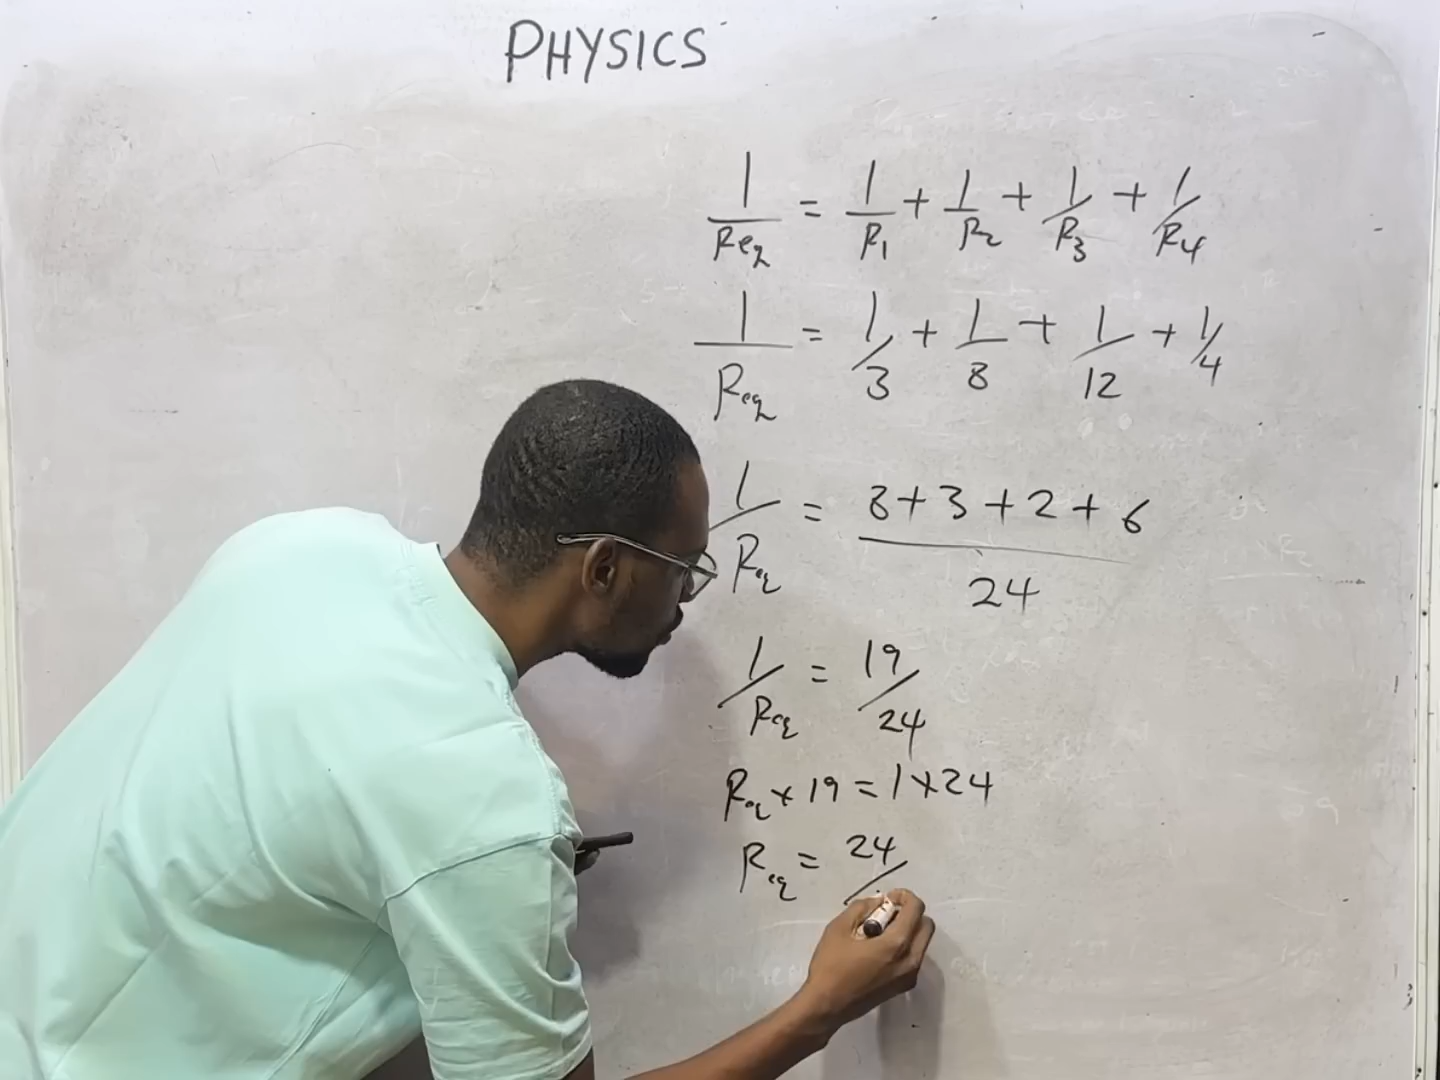 PHYSICS
1/Req = 1/R1 + 1/R2 + 1/R3 + 1/R4
1/Req = 1/3 + 1/8 + 1/12 + 1/4
1/Req = 8+3+2+6/24
1/Req = 19/24
Req × 19 = 1 × 24
Req = 24/